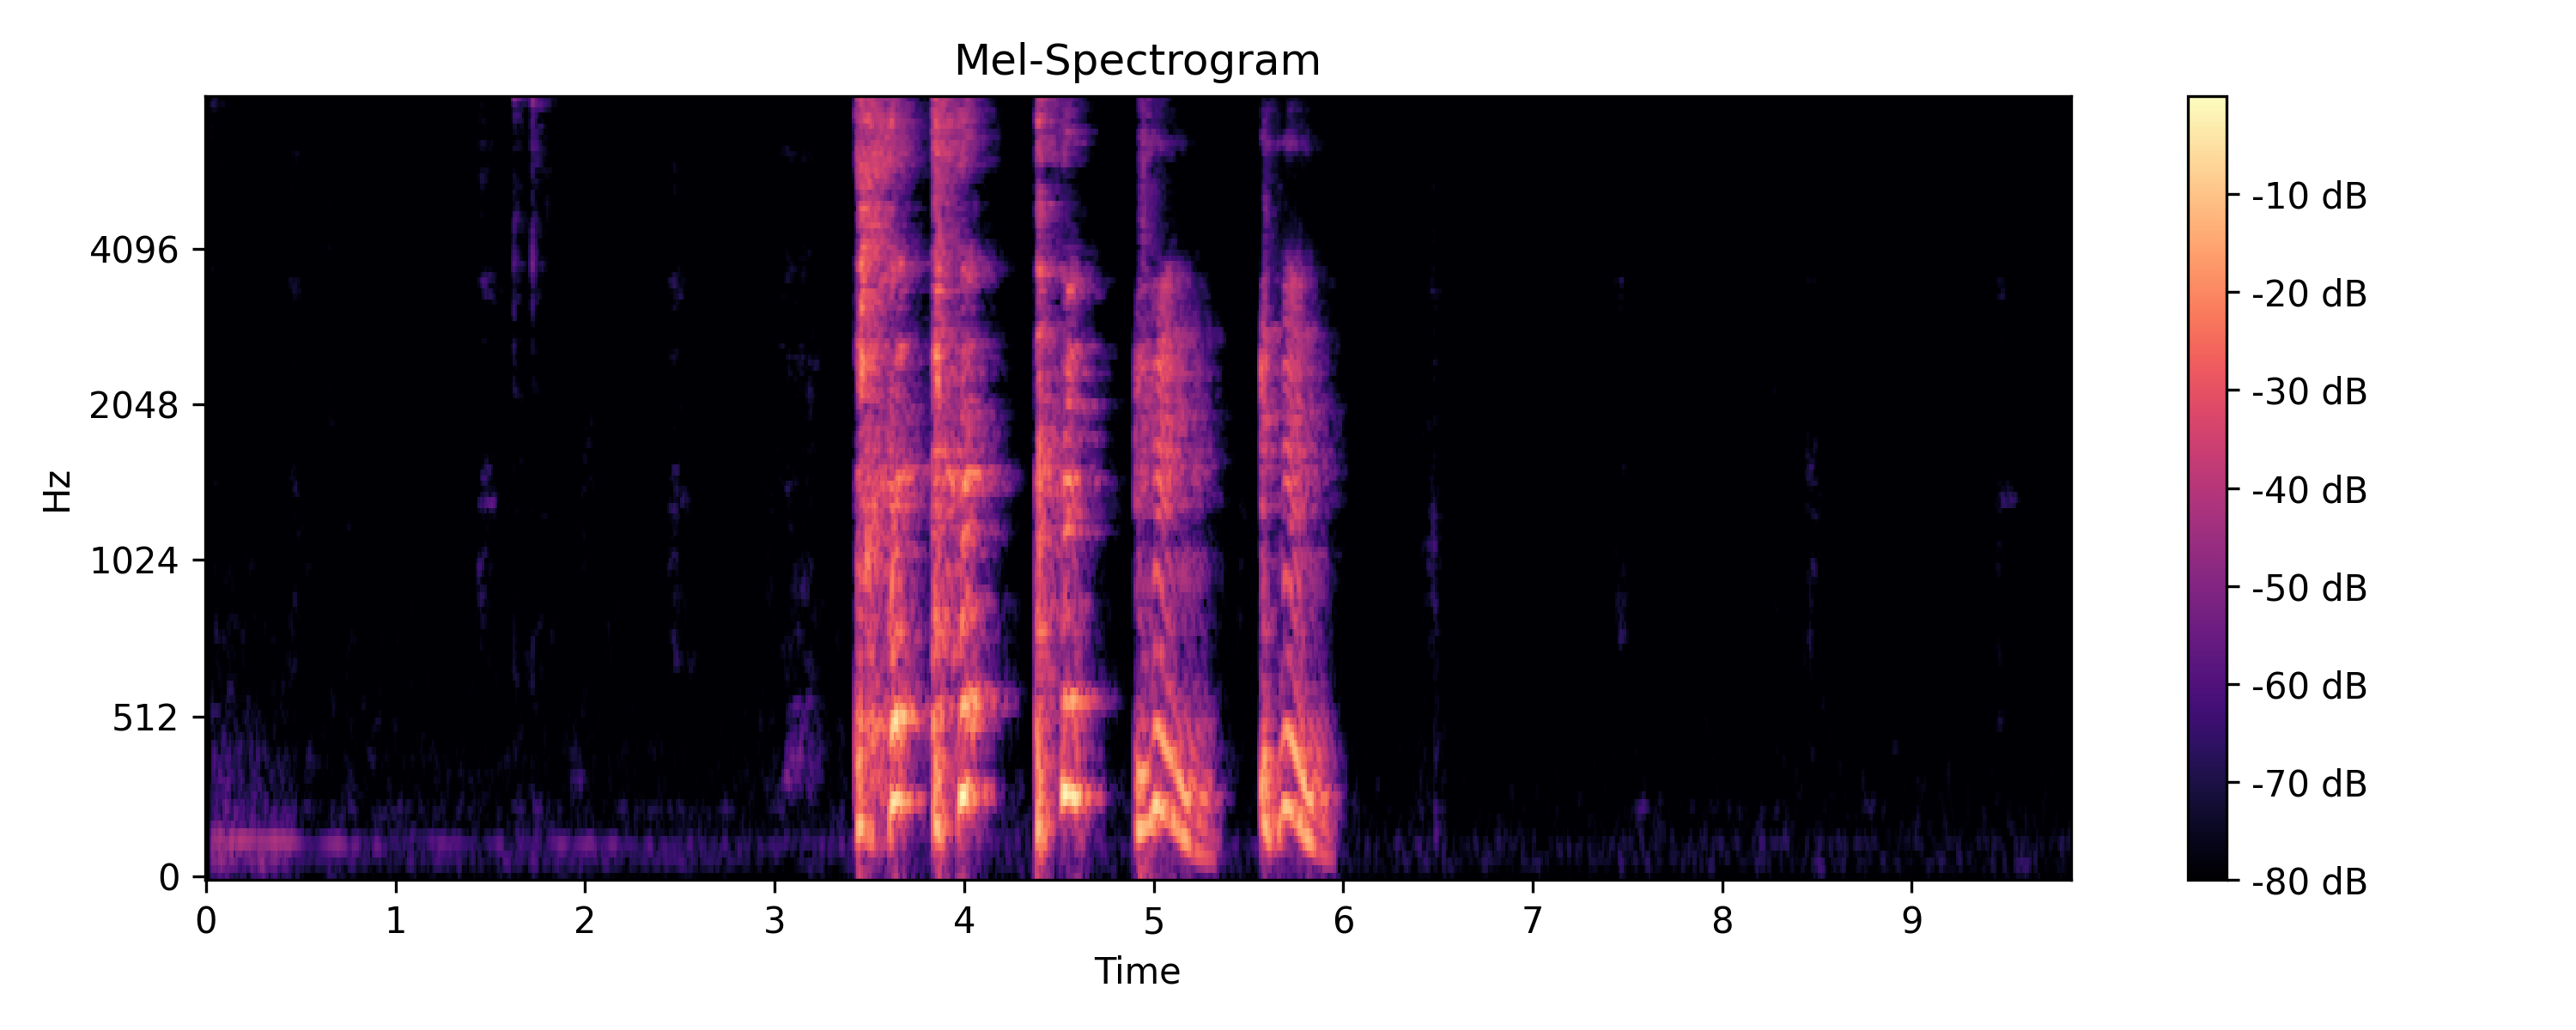 Mel-Spectrogram
Hz
4096
2048
1024
512
0
0 1 2 3 4 5 6 7 8 9
Time
-10 dB
-20 dB
-30 dB
-40 dB
-50 dB
-60 dB
-70 dB
-80 dB